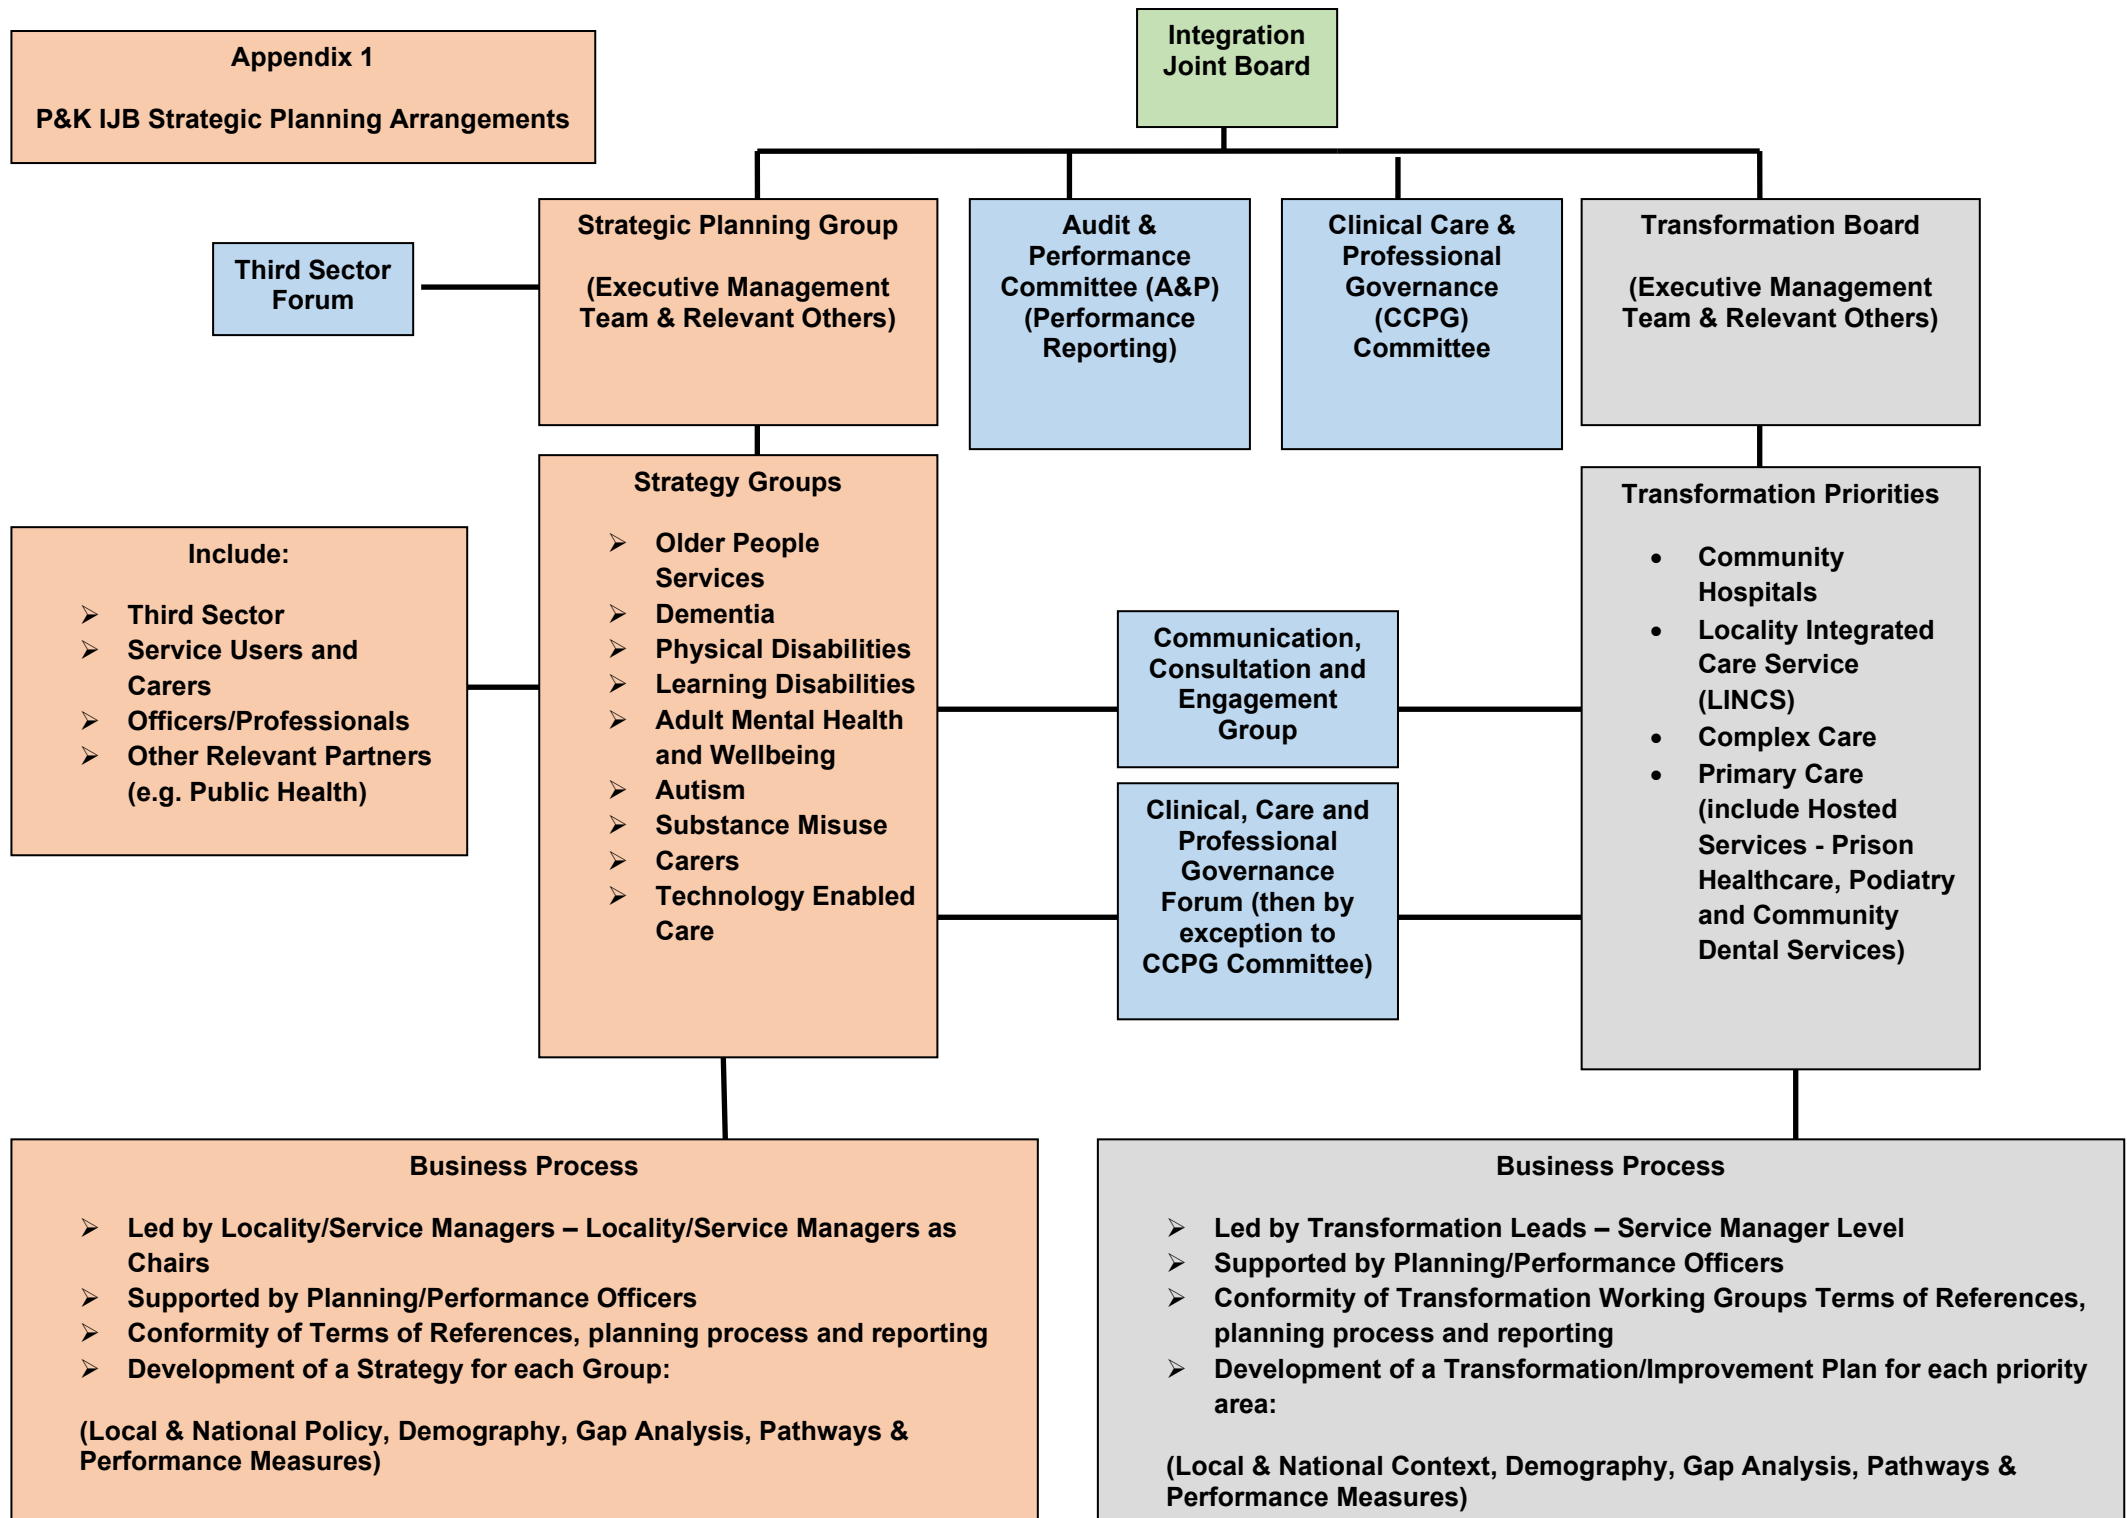 Appendix 1
P&K IJB Strategic Planning Arrangements
Integration
Joint Board
Third Sector
Forum
Strategic Planning Group
(Executive Management
Team & Relevant Others)
Audit &
Performance
Committee (A&P)
(Performance
Reporting)
Clinical Care &
Professional
Governance
(CCPG)
Committee
Transformation Board
(Executive Management
Team & Relevant Others)
Include:
➢ Third Sector
➢ Service Users and
Carers
➢ Officers/Professionals
➢ Other Relevant Partners
(e.g. Public Health)
Strategy Groups
➢ Older People
Services
➢ Dementia
➢ Physical Disabilities
➢ Learning Disabilities
➢ Adult Mental Health
and Wellbeing
➢ Autism
➢ Substance Misuse
➢ Carers
➢ Technology Enabled
Care
Communication,
Consultation and
Engagement
Group
Clinical, Care and
Professional
Governance
Forum (then by
exception to
CCPG Committee)
Transformation Priorities
• Community
Hospitals
• Locality Integrated
Care Service
(LINCS)
• Complex Care
• Primary Care
(include Hosted
Services - Prison
Healthcare, Podiatry
and Community
Dental Services)
Business Process
➢ Led by Locality/Service Managers – Locality/Service Managers as
Chairs
➢ Supported by Planning/Performance Officers
➢ Conformity of Terms of References, planning process and reporting
➢ Development of a Strategy for each Group:
(Local & National Policy, Demography, Gap Analysis, Pathways &
Performance Measures)
Business Process
➢ Led by Transformation Leads – Service Manager Level
➢ Supported by Planning/Performance Officers
➢ Conformity of Transformation Working Groups Terms of References,
planning process and reporting
➢ Development of a Transformation/Improvement Plan for each priority
area:
(Local & National Context, Demography, Gap Analysis, Pathways &
Performance Measures)